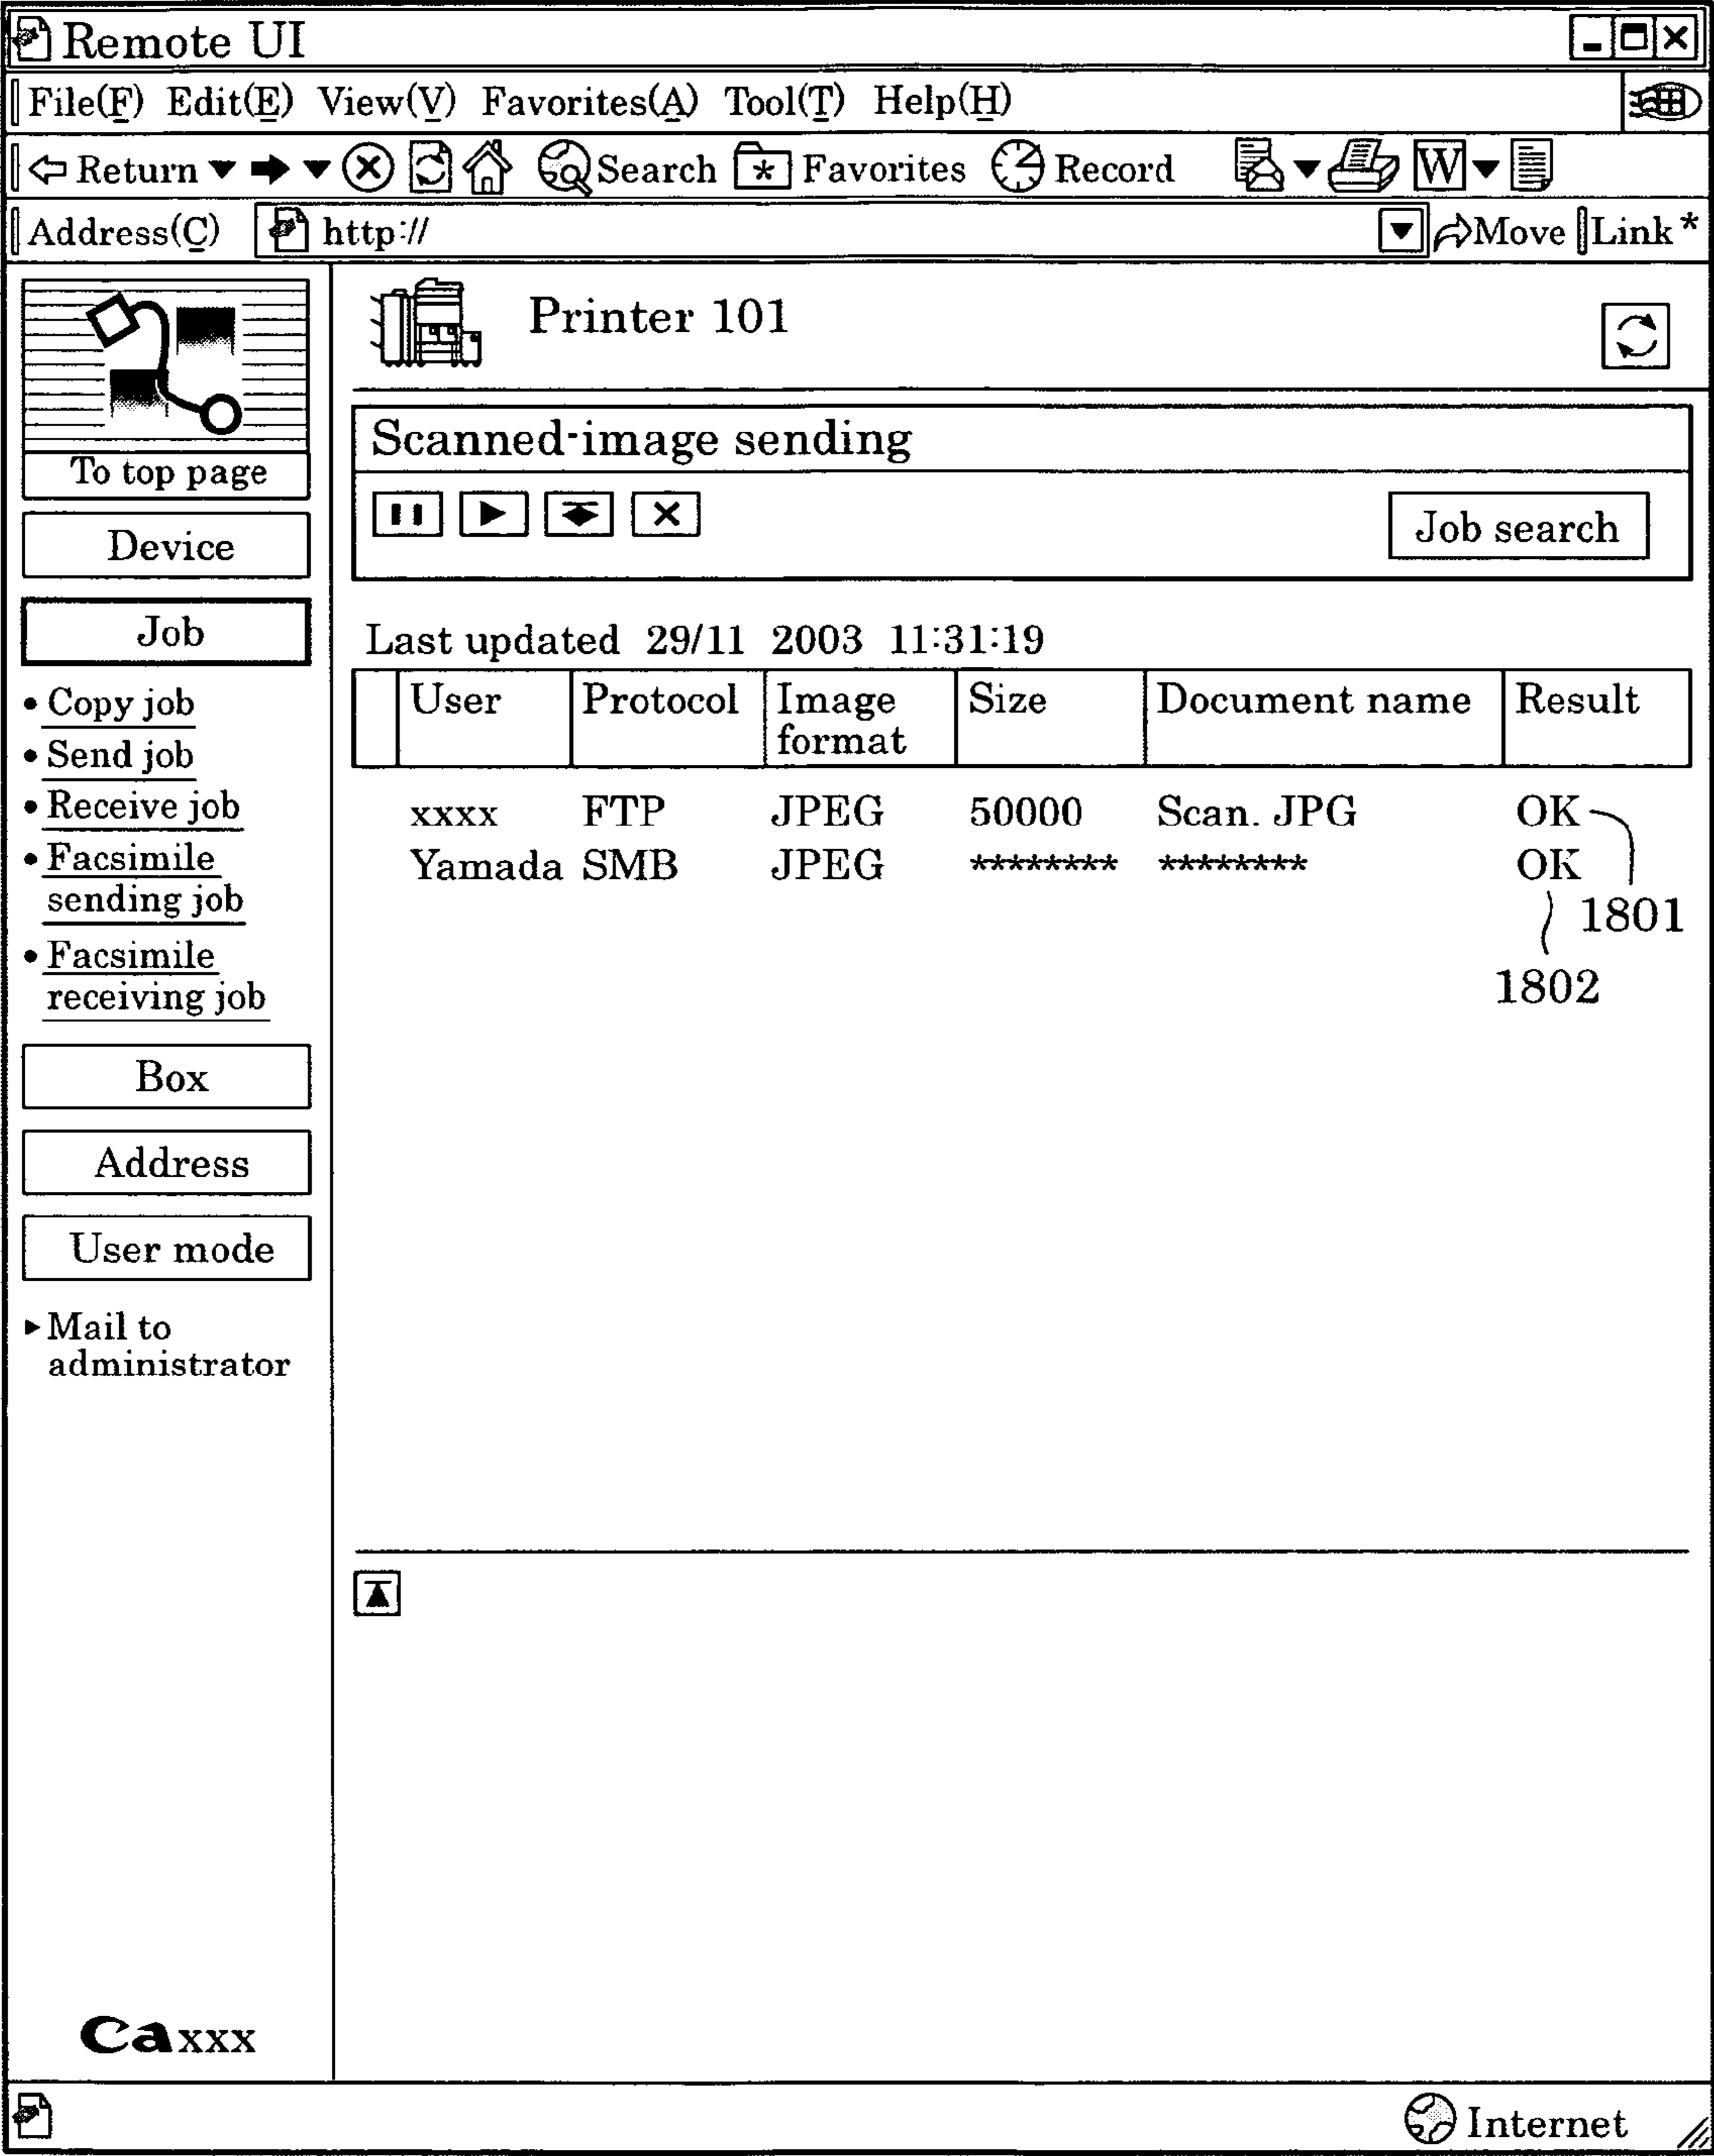 Remote UI
File(F) Edit(E) View(V) Favorites(A) Tool(T) Help(H)
Return Search Favorites Record W
Address(C) http:// Move Link *
To top page
Device
Job
• Copy job
• Send job
• Receive job
• Facsimile
sending job
• Facsimile
receiving job
Box
Address
User mode
Mail to
administrator
Caxxx
Printer 101
Scanned-image sending
Job search
Last updated 29/11 2003 11:31:19
User Protocol Image format Size Document name Result
xxxx FTP JPEG 50000 Scan. JPG OK
Yamada SMB JPEG ******** ******** OK
1801
1802
Internet